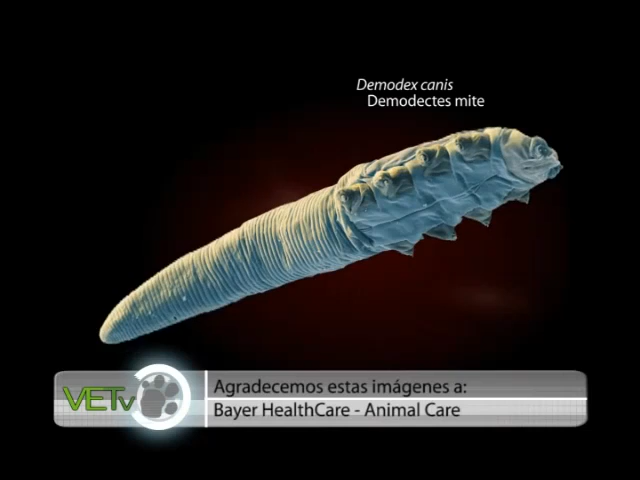 Demodex canis
Demodectes mite
VETv
Agradecemos estas imágenes a:
Bayer HealthCare - Animal Care